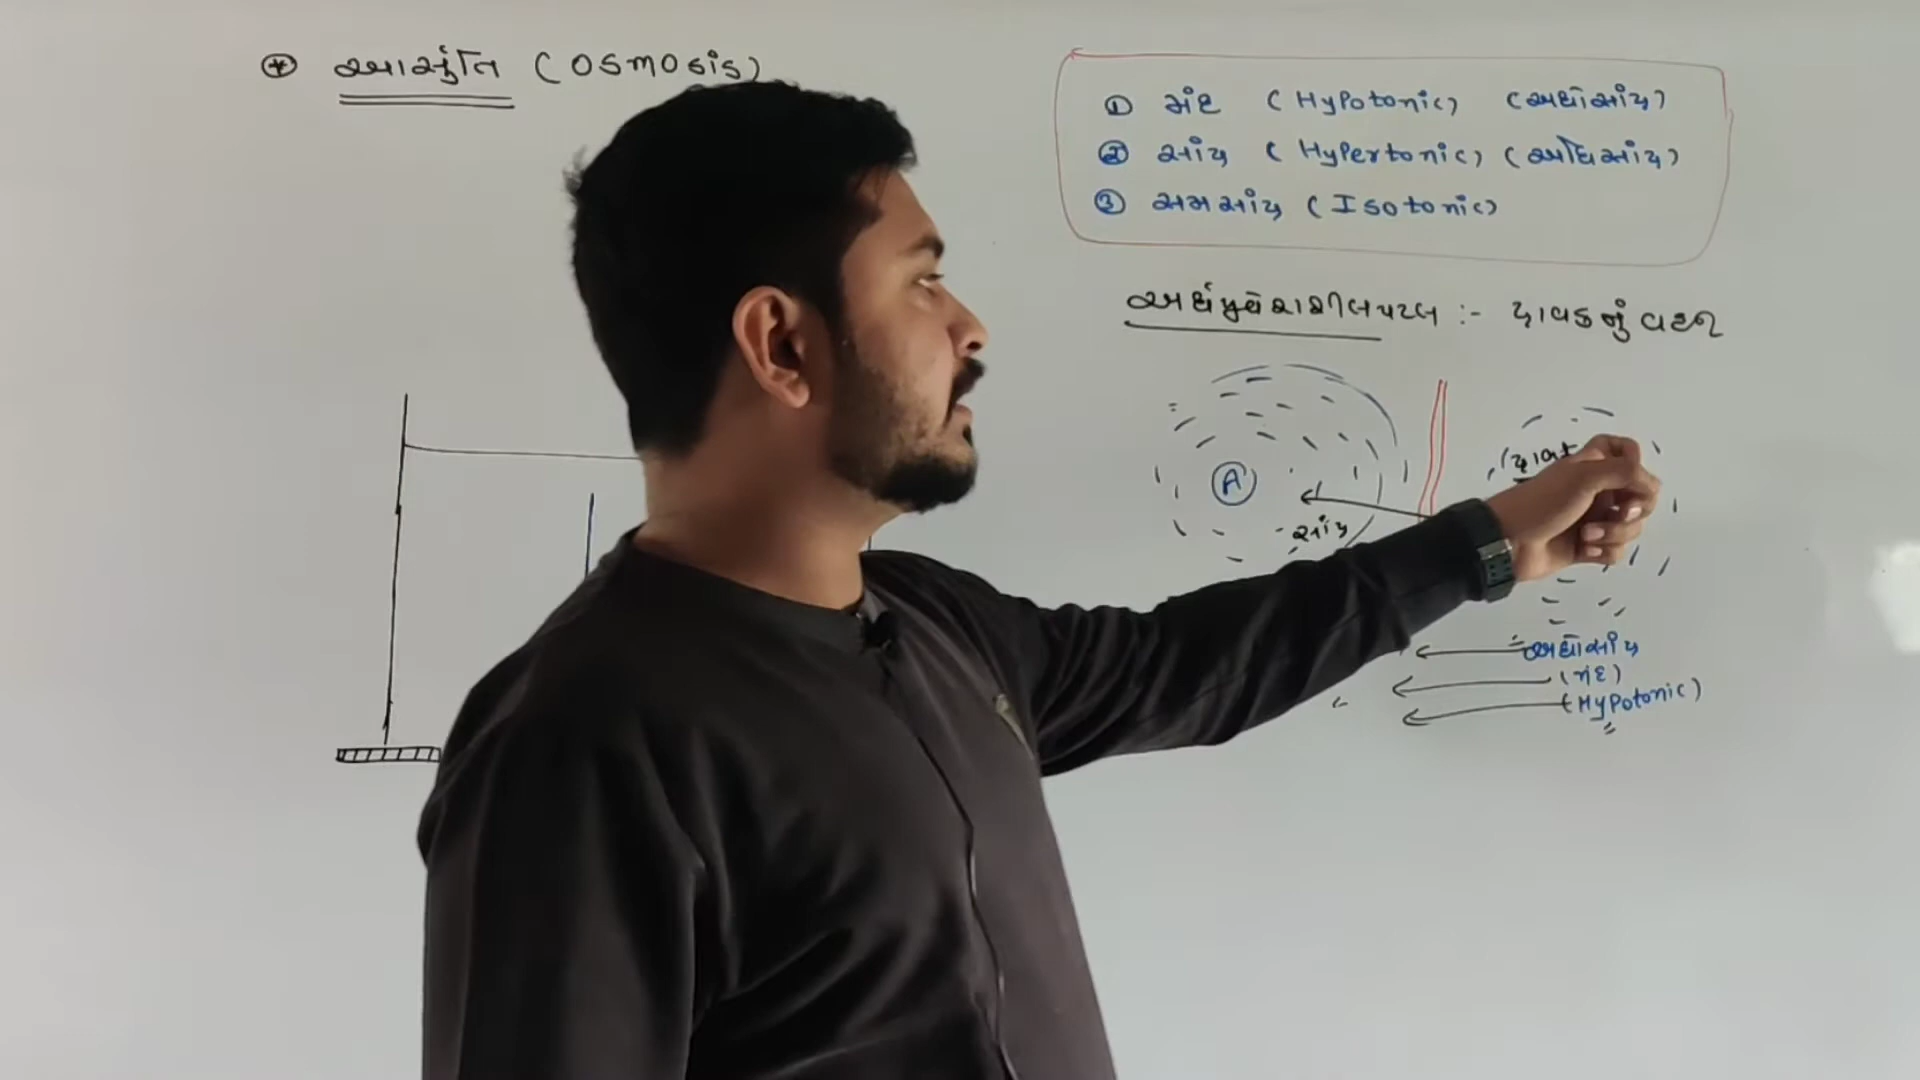 * આસૃતિ (Osmosis)
① મંદ (Hypotonic) (અધોસાંદ્ર)
② સાંદ્ર (Hypertonic) (અધિસાંદ્ર)
③ સમસાંદ્ર (Isotonic)
અર્ધપ્રવેશશીલપટલ :- દ્રાવકનું વહન
A
સાંદ્ર
અધોસાંદ્ર
(મંદ)
(Hypotonic)